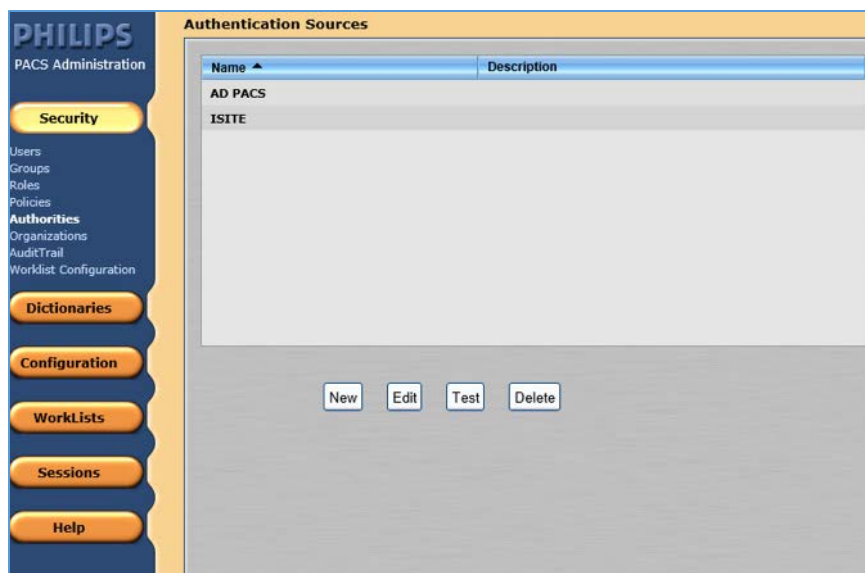 PHILIPS
PACS Administration
Security
Users
Groups
Roles
Policies
Authorities
Organizations
AuditTrail
Worklist Configuration
Dictionaries
Configuration
WorkLists
Sessions
Help
Authentication Sources
Name Description
AD PACS
ISITE
New Edit Test Delete